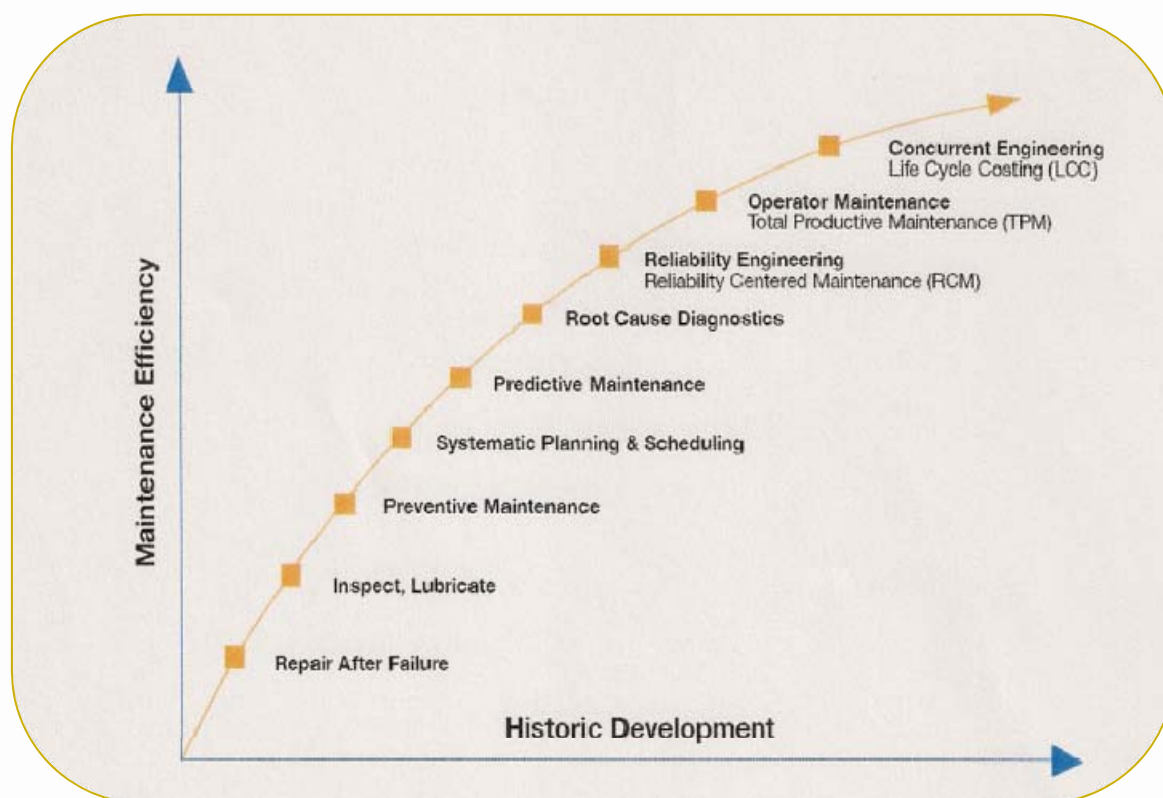 Concurrent Engineering
Life Cycle Costing (LCC)
Operator Maintenance
Total Productive Maintenance (TPM)
Reliability Engineering
Reliability Centered Maintenance (RCM)
Root Cause Diagnostics
Predictive Maintenance
Systematic Planning & Scheduling
Preventive Maintenance
Inspect, Lubricate
Repair After Failure
Maintenance Efficiency
Historic Development